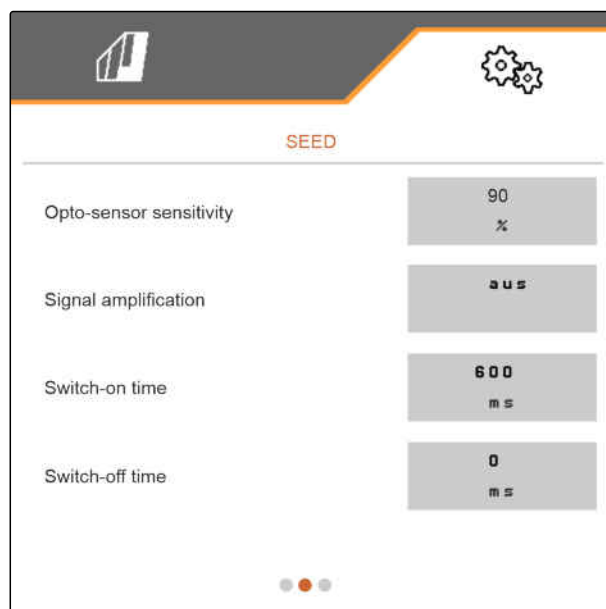 SEED
Opto-sensor sensitivity
90
%
Signal amplification
aus
Switch-on time
600
ms
Switch-off time
0
ms